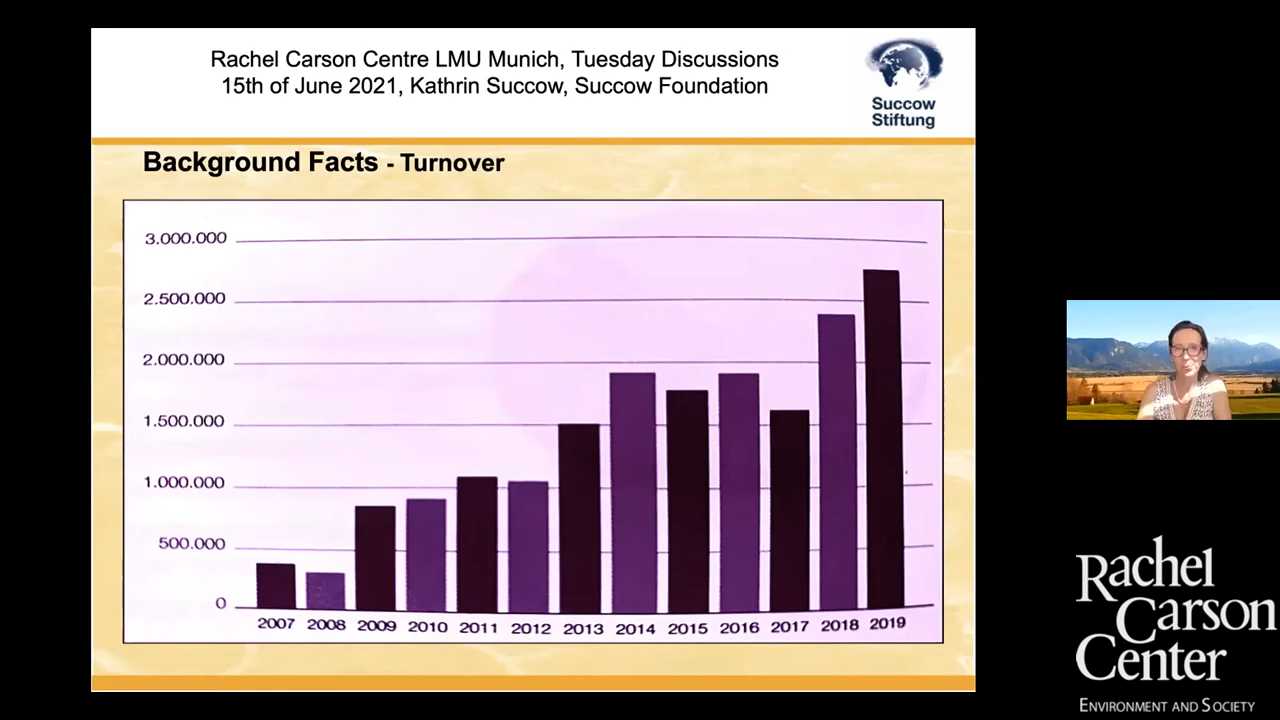 Rachel Carson Centre LMU Munich, Tuesday Discussions
15th of June 2021, Kathrin Succow, Succow Foundation
Succow
Stiftung
Background Facts - Turnover
3.000.000
2.500.000
2.000.000
1.500.000
1.000.000
500.000
0
2007 2008 2009 2010 2011 2012 2013 2014 2015 2016 2017 2018 2019
Rachel
Carson
Center
ENVIRONMENT AND SOCIETY